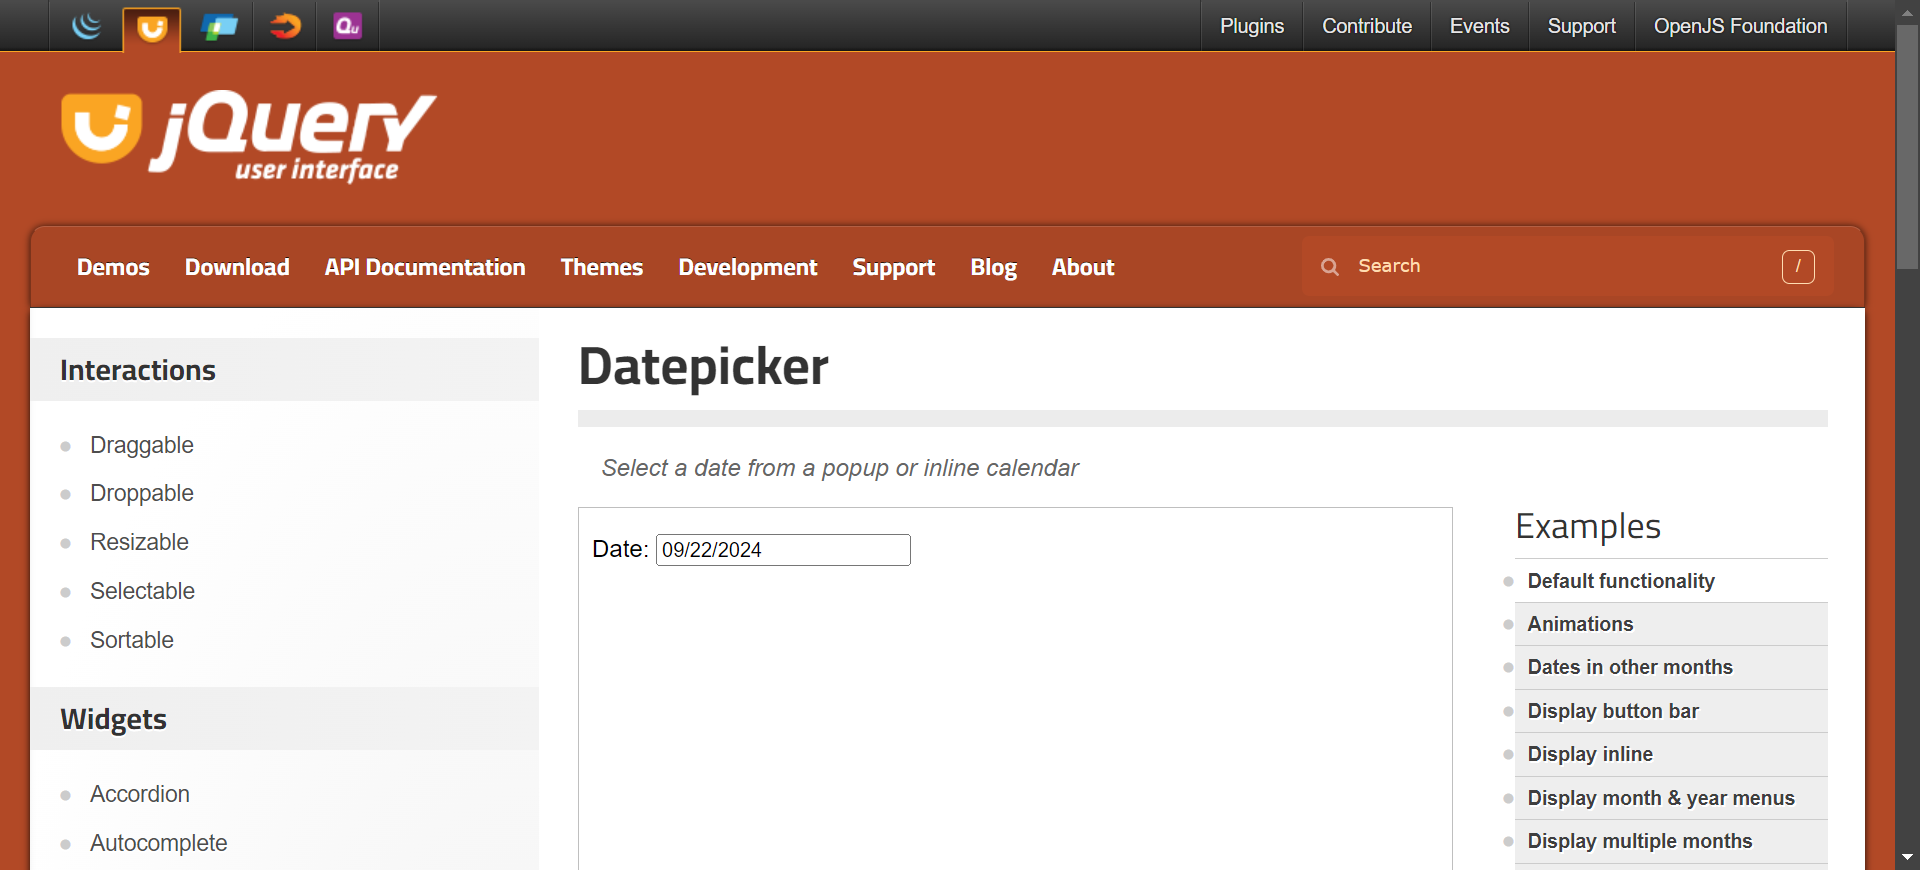 Qu
Plugins
Contribute
Events
Support
OpenJS Foundation
jQuery
user interface
Demos
Download
API Documentation
Themes
Development
Support
Blog
About
Search
/
Interactions
Draggable
Droppable
Resizable
Selectable
Sortable
Widgets
Accordion
Autocomplete
Datepicker
Select a date from a popup or inline calendar
Date: 09/22/2024
Examples
Default functionality
Animations
Dates in other months
Display button bar
Display inline
Display month & year menus
Display multiple months